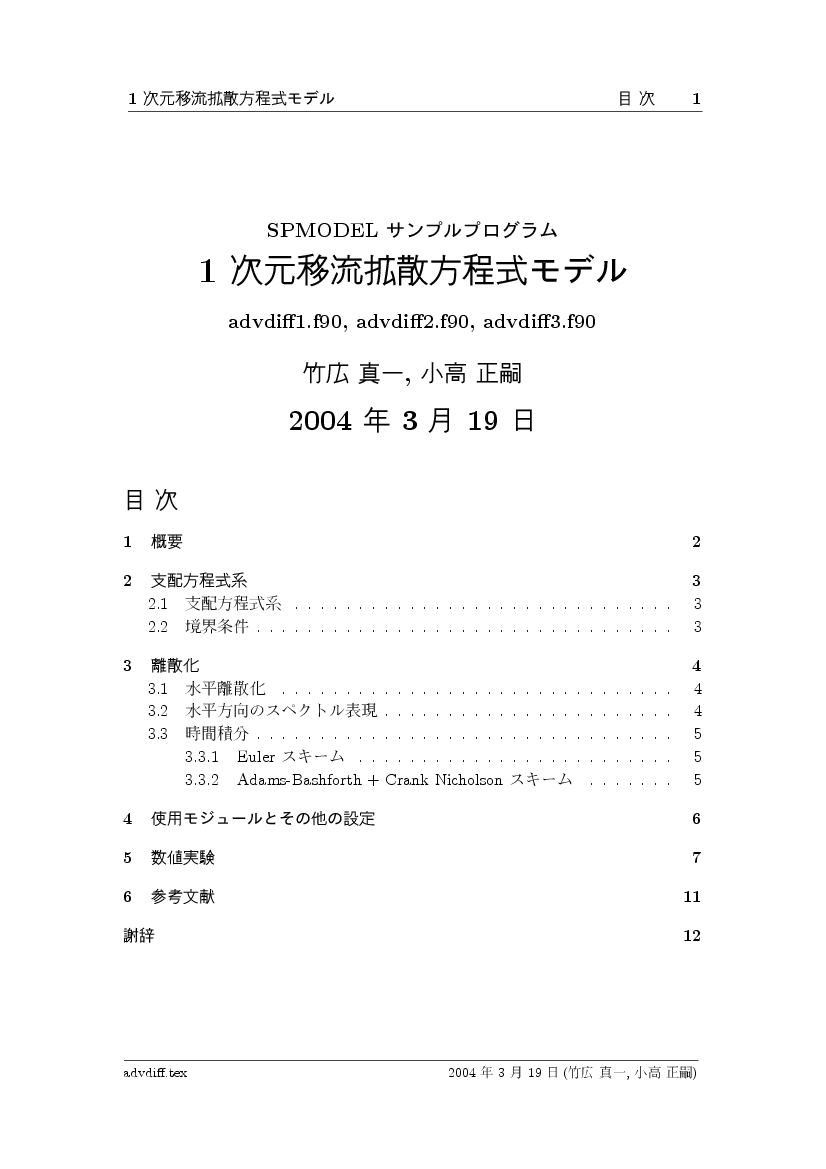 1 次元移流拡散方程式モデル 目 次 1
SPMODEL サンプルプログラム
1 次元移流拡散方程式モデル
advdiff1.f90, advdiff2.f90, advdiff3.f90
竹広 真一, 小高 正嗣
2004 年 3 月 19 日
目 次
1 概要 2
2 支配方程式系 3
2.1 支配方程式系 . . . . . . . . . . . . . . . . . . . . . . . . . . . . . . 3
2.2 境界条件 . . . . . . . . . . . . . . . . . . . . . . . . . . . . . . . . . 3
3 離散化 4
3.1 水平離散化 . . . . . . . . . . . . . . . . . . . . . . . . . . . . . . . 4
3.2 水平方向のスペクトル表現 . . . . . . . . . . . . . . . . . . . . . . . 4
3.3 時間積分 . . . . . . . . . . . . . . . . . . . . . . . . . . . . . . . . . 5
3.3.1 Euler スキーム . . . . . . . . . . . . . . . . . . . . . . . . . 5
3.3.2 Adams-Bashforth + Crank Nicholson スキーム . . . . . . . 5
4 使用モジュールとその他の設定 6
5 数値実験 7
6 参考文献 11
謝辞 12
advdiff.tex 2004 年 3 月 19 日 (竹広 真一, 小高 正嗣)